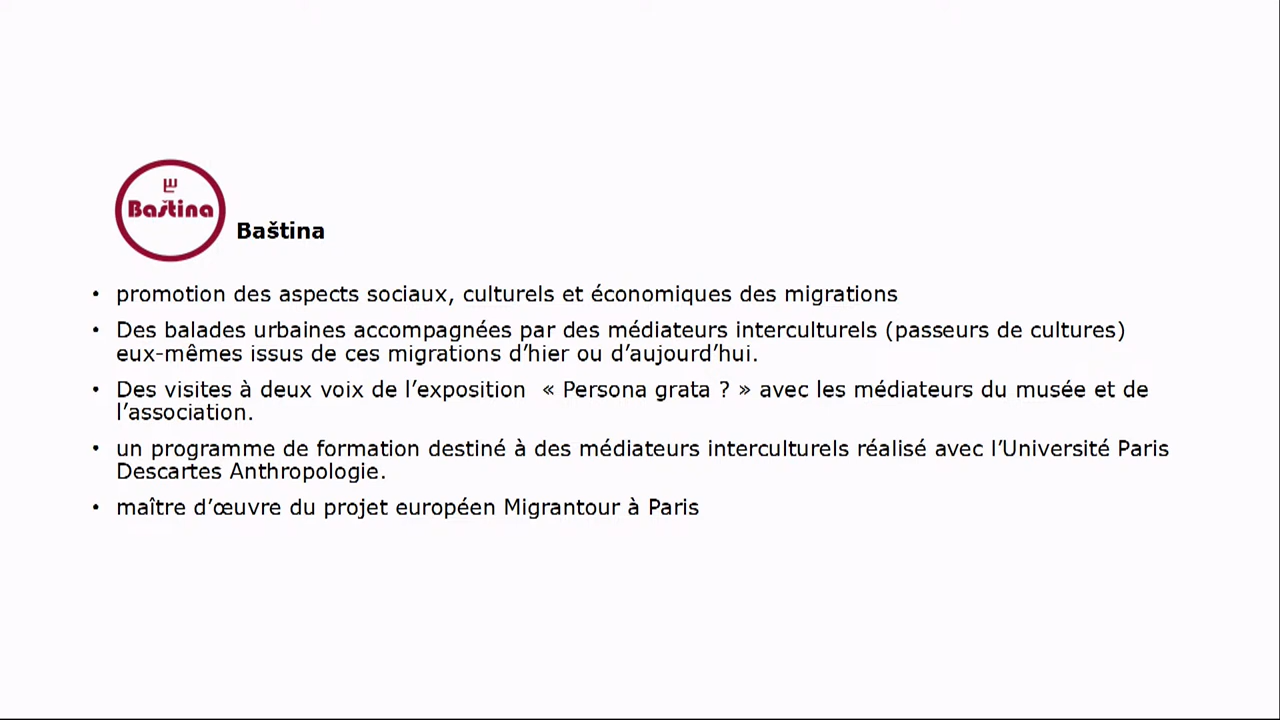 Baština
Baština
• promotion des aspects sociaux, culturels et économiques des migrations
• Des balades urbaines accompagnées par des médiateurs interculturels (passeurs de cultures)
eux-mêmes issus de ces migrations d’hier ou d’aujourd’hui.
• Des visites à deux voix de l’exposition « Persona grata ? » avec les médiateurs du musée et de
l’association.
• un programme de formation destiné à des médiateurs interculturels réalisé avec l’Université Paris
Descartes Anthropologie.
• maître d’œuvre du projet européen Migrantour à Paris